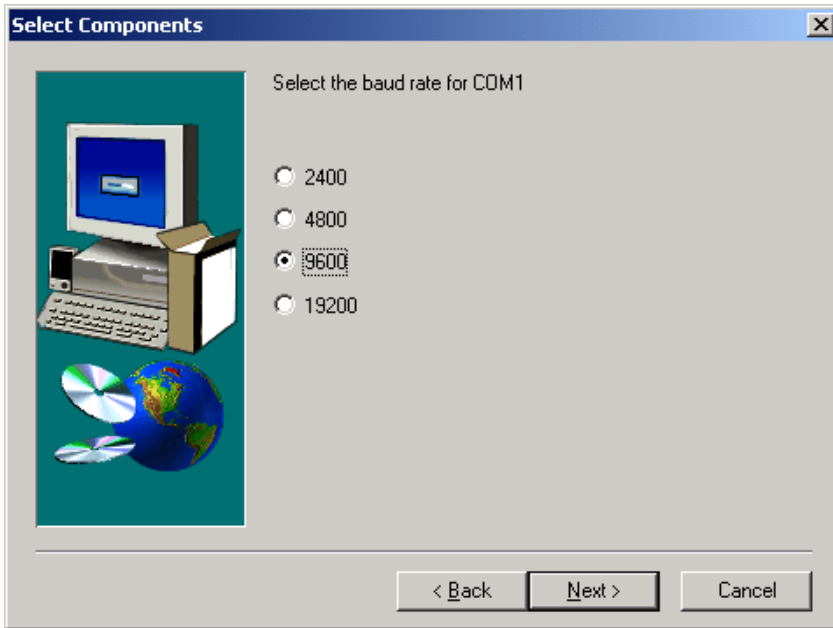 Select Components
Select the baud rate for COM1
2400
4800
9600
19200
< Back
Next >
Cancel